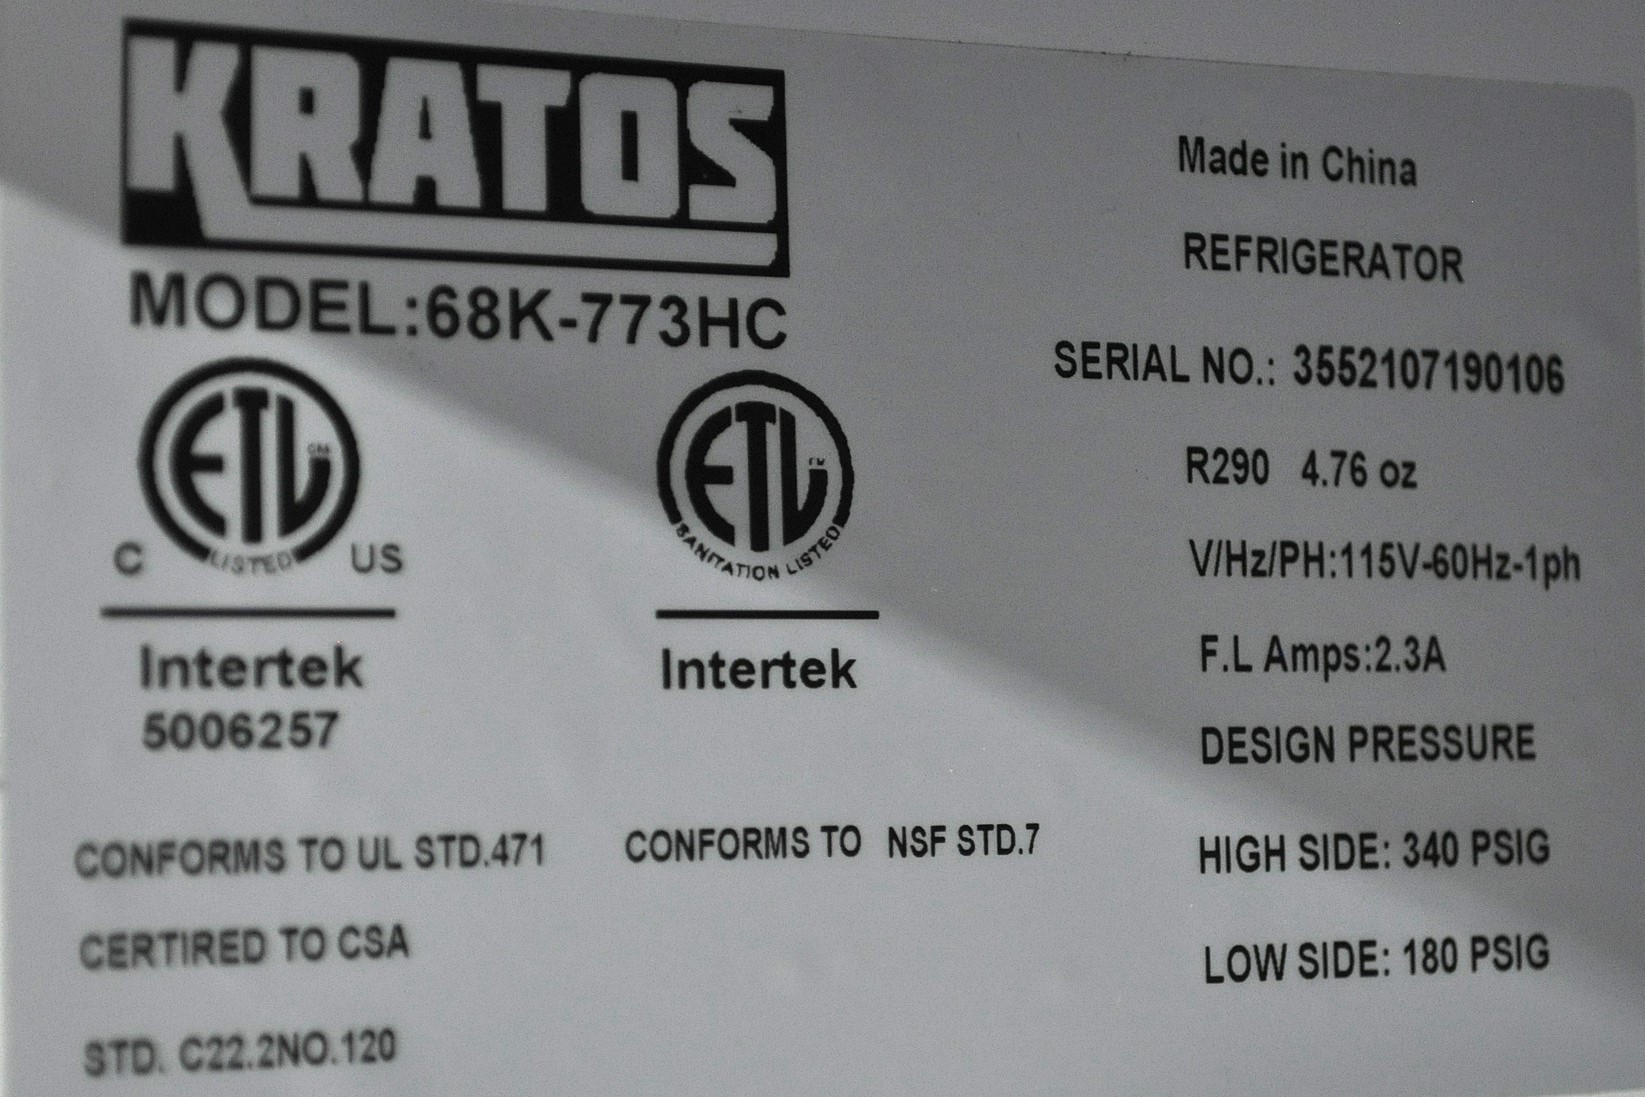 KRATOS
MODEL:68K-773HC
ETL
C LISTED US
Intertek
5006257
CONFORMS TO UL STD.471
CERTIRED TO CSA
STD. C22.2NO.120
ETL
SANITATION LISTED
Intertek
CONFORMS TO NSF STD.7
Made in China
REFRIGERATOR
SERIAL NO.: 3552107190106
R290 4.76 oz
V/Hz/PH:115V-60Hz-1ph
F.L Amps:2.3A
DESIGN PRESSURE
HIGH SIDE: 340 PSIG
LOW SIDE: 180 PSIG